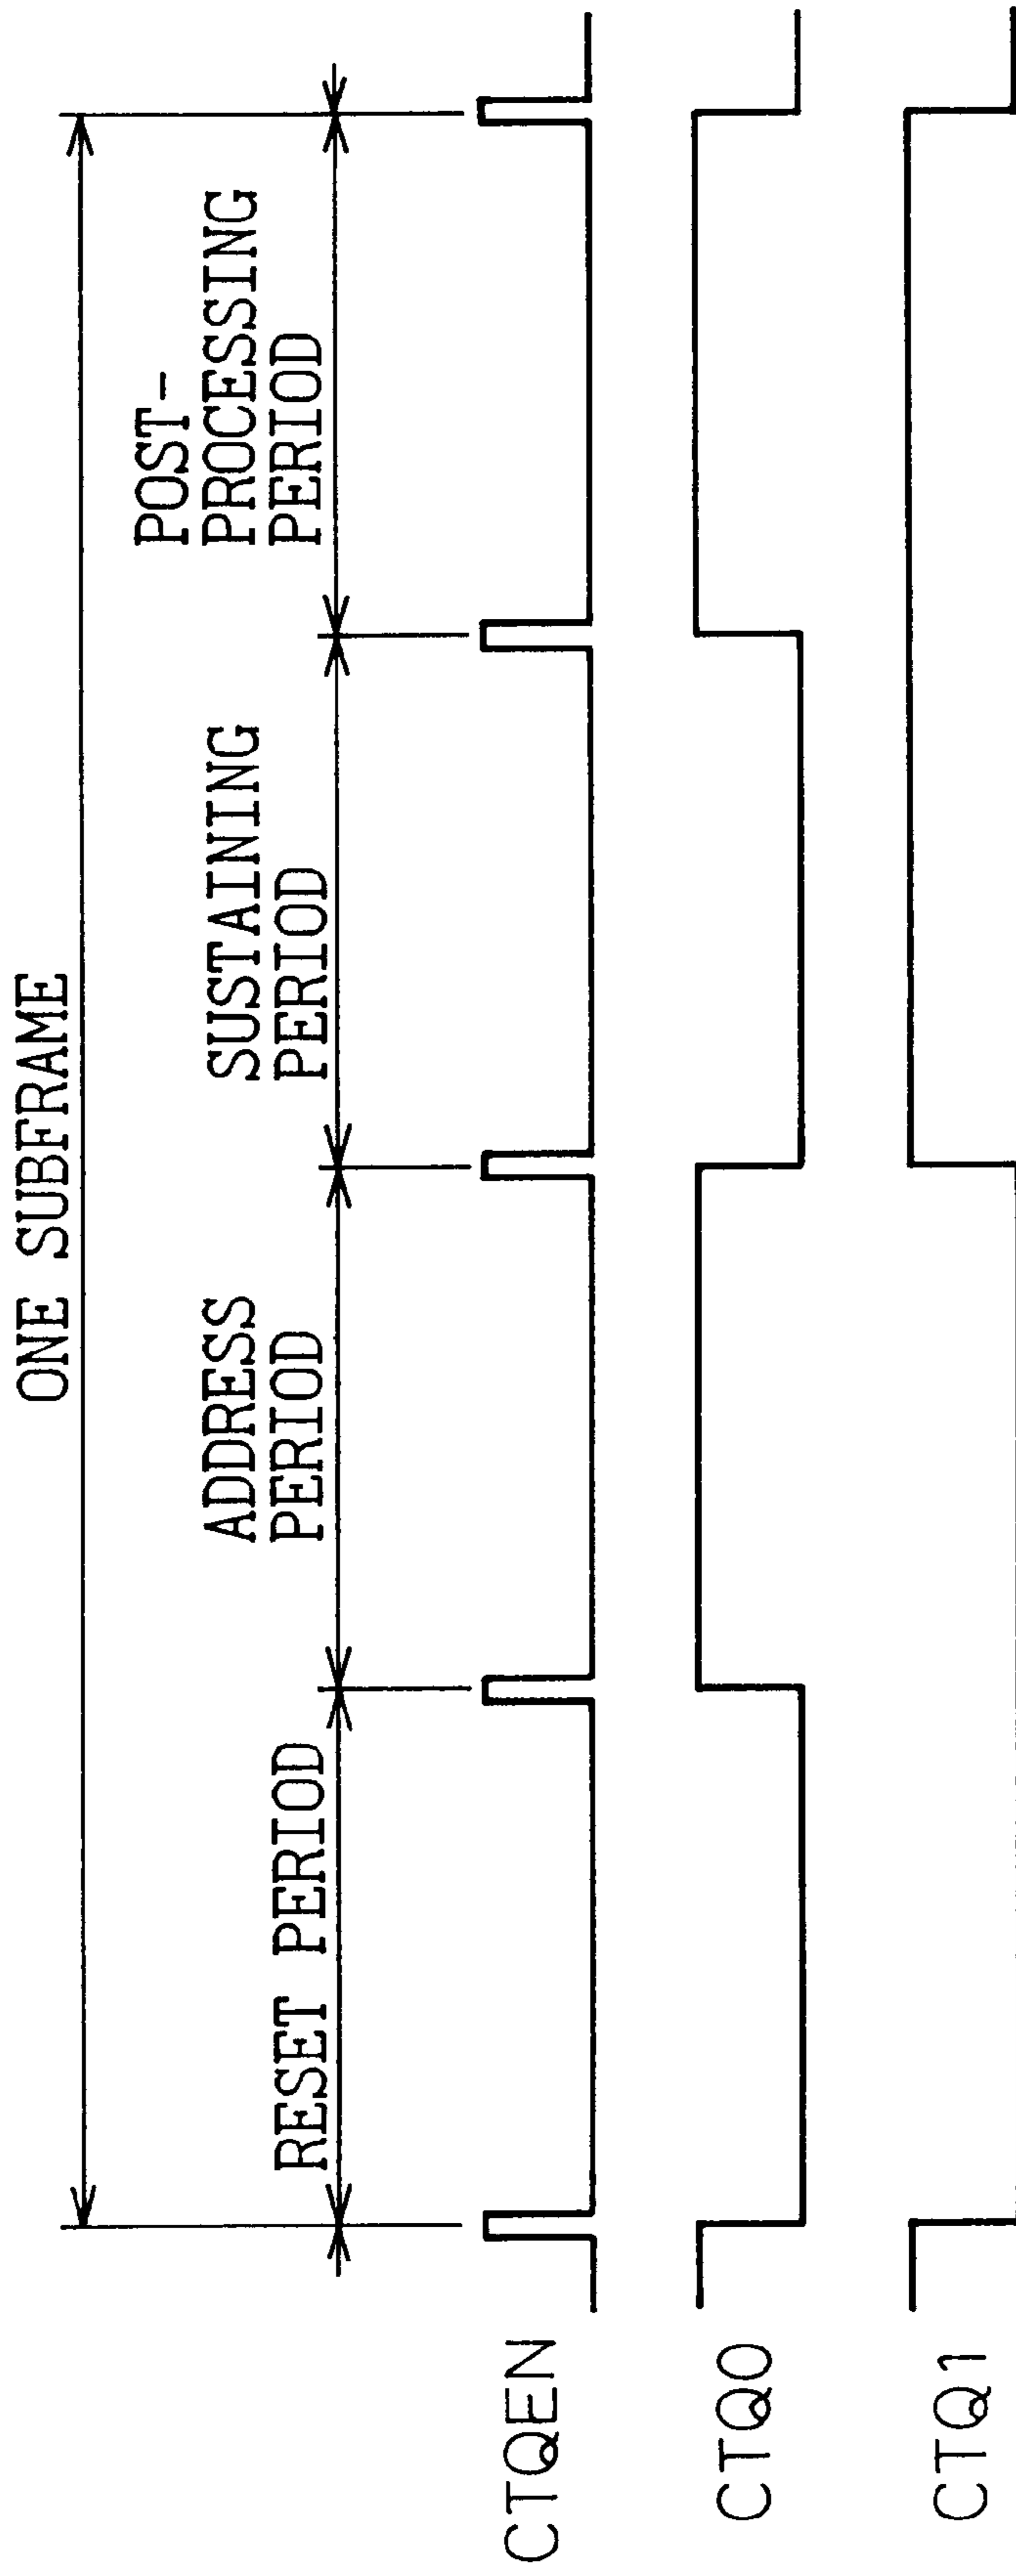 ONE SUBFRAME
RESET PERIOD
ADDRESS
PERIOD
SUSTAINING
PERIOD
POST-
PROCESSING
PERIOD
CTQEN
CTQ0
CTQ1